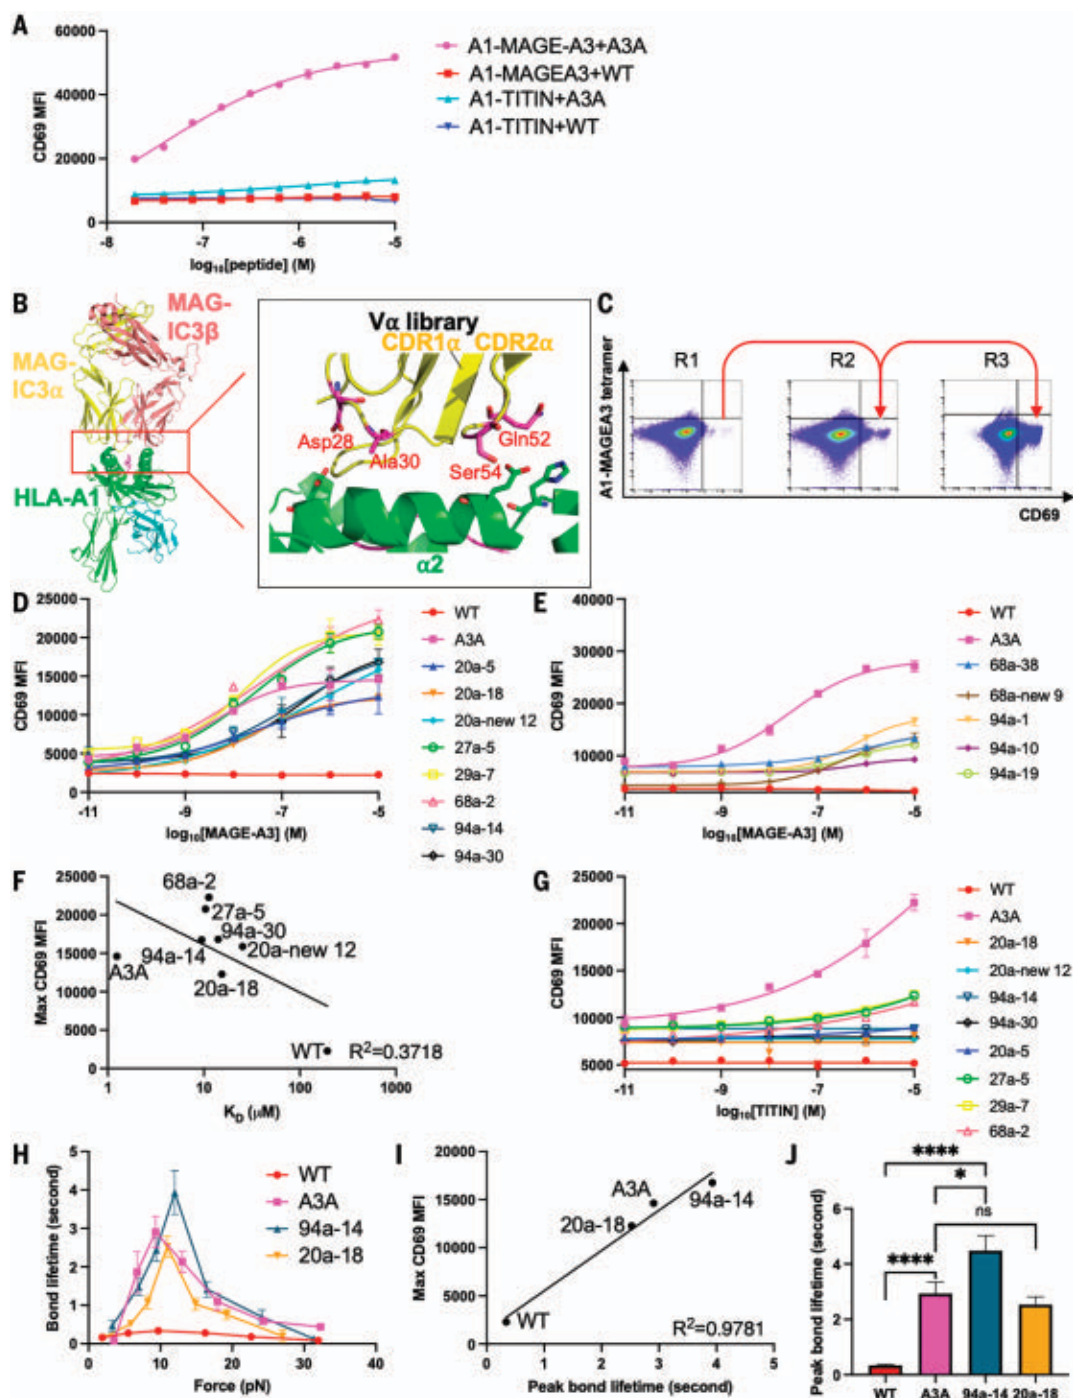 A
60000
40000
20000
0
CD69 MFI
-8
-7
-6
-5
log10[peptide] (M)
A1-MAGE-A3+A3A
A1-MAGEA3+WT
A1-TITIN+A3A
A1-TITIN+WT
B
MAG-
IC3β
MAG-
IC3α
HLA-A1
Vα library
CDR1α CDR2α
Asp28
Ala30
Gln52
Ser54
α2
C
R1
R2
R3
A1-MAGEA3 tetramer
CD69
D
25000
20000
15000
10000
5000
0
CD69 MFI
-11
-9
-7
-5
log10[MAGE-A3] (M)
WT
A3A
20a-5
20a-18
20a-new 12
27a-5
29a-7
68a-2
94a-14
94a-30
E
40000
30000
20000
10000
CD69 MFI
-11
-9
-7
-5
log10[MAGE-A3] (M)
WT
A3A
68a-38
68a-new 9
94a-1
94a-10
94a-19
F
25000
20000
15000
10000
5000
0
Max CD69 MFI
68a-2
27a-5
94a-30
94a-14
20a-new 12
A3A
20a-18
WT
R2=0.3718
1
10
100
1000
KD (μM)
G
25000
20000
15000
10000
5000
CD69 MFI
-11
-9
-7
-5
log10[TITIN] (M)
WT
A3A
20a-18
20a-new 12
94a-14
94a-30
20a-5
27a-5
29a-7
68a-2
H
5
4
3
2
1
0
Bond lifetime (second)
0
10
20
30
40
Force (pN)
WT
A3A
94a-14
20a-18
I
20000
15000
10000
5000
0
Max CD69 MFI
A3A
94a-14
20a-18
WT
R2=0.9781
0
1
2
3
4
5
Peak bond lifetime (second)
J
****
*
ns
****
6
4
2
0
Peak bond lifetime (second)
WT
A3A
94a-14
20a-18